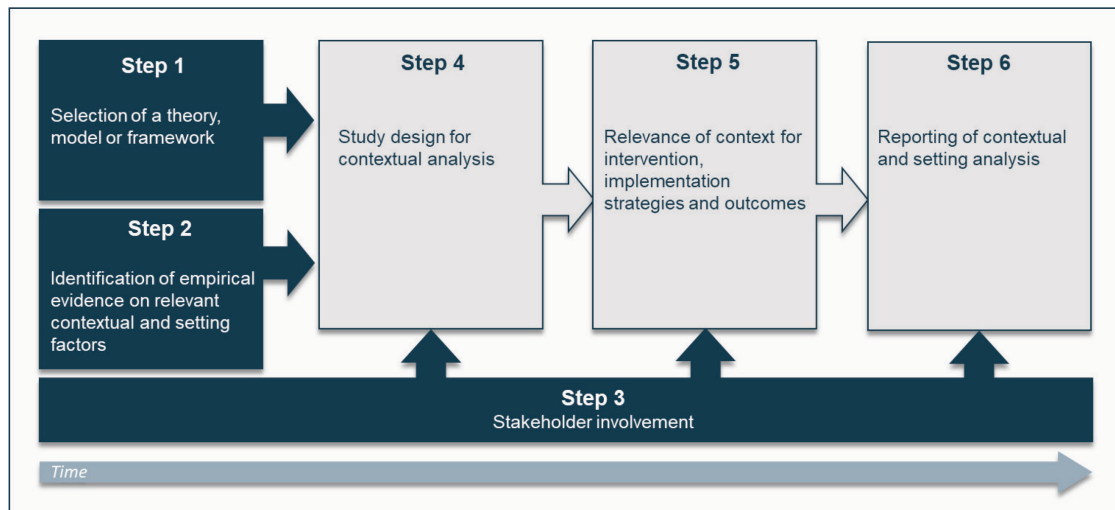 Step 1
Selection of a theory,
model or framework
Step 2
Identification of empirical
evidence on relevant
contextual and setting
factors
Step 4
Study design for
contextual analysis
Step 5
Relevance of context for
intervention,
implementation
strategies and outcomes
Step 6
Reporting of contextual
and setting analysis
Step 3
Stakeholder involvement
Time